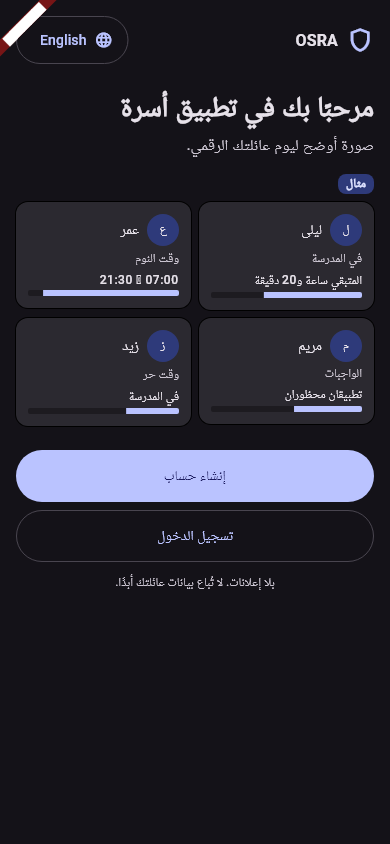 OSRA
English
مرحبًا بك في تطبيق أسرة
صورة أوضح ليوم عائلتك الرقمي.
مثال
ل
ليلى
في المدرسة
المتبقي ساعة و20 دقيقة
ع
عمر
وقت النوم
21:30 07:00
م
مريم
الواجبات
تطبيقان محظوران
ز
زيد
وقت حر
في المدرسة
إنشاء حساب
تسجيل الدخول
بلا إعلانات. لا تُباع بيانات عائلتك أبدًا.